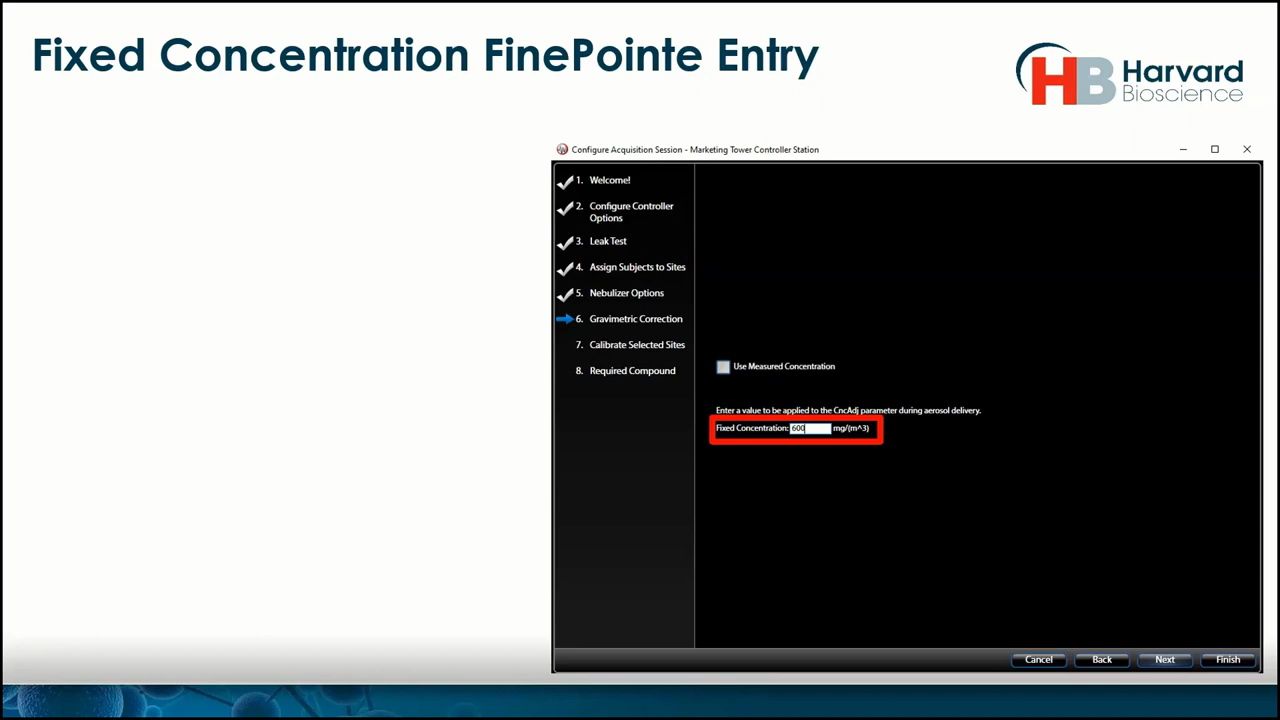 Fixed Concentration FinePointe Entry
HB Harvard
Bioscience
Configure Acquisition Session - Marketing Tower Controller Station
1. Welcome!
2. Configure Controller
Options
3. Leak Test
4. Assign Subjects to Sites
5. Nebulizer Options
6. Gravimetric Correction
7. Calibrate Selected Sites
8. Required Compound
Use Measured Concentration
Enter a value to be applied to the CncAdj parameter during aerosol delivery.
Fixed Concentration: 600 mg/(m^3)
Cancel Back Next Finish